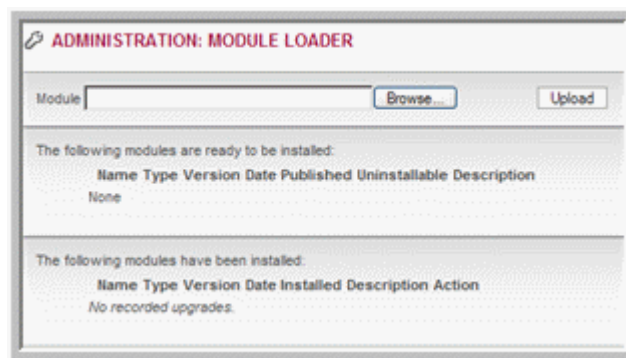 ADMINISTRATION: MODULE LOADER
Module Browse... Upload
The following modules are ready to be installed:
Name Type Version Date Published Uninstallable Description
None
The following modules have been installed:
Name Type Version Date Installed Description Action
No recorded upgrades.